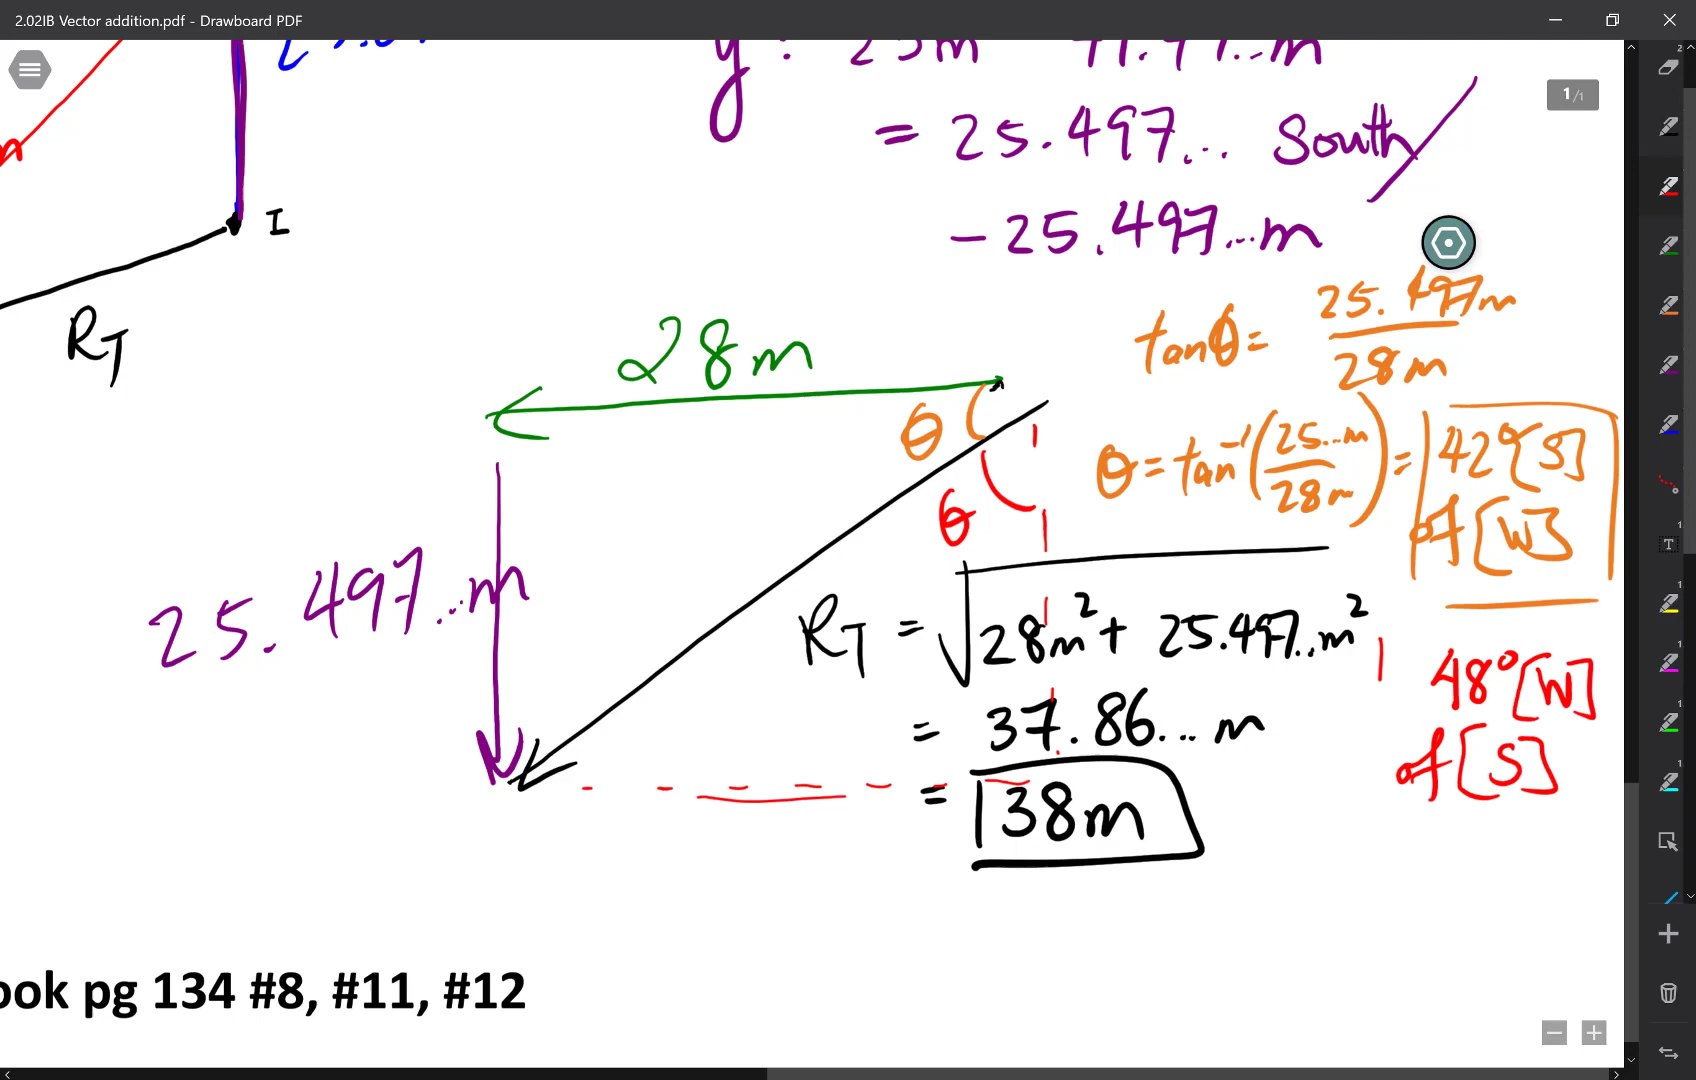 2.02IB Vector addition.pdf - Drawboard PDF
1/1
= 25.497... South
- 25.497...m
I
RT
28m
tanθ = 25.497m
28m
θ
θ = tan⁻¹(25...m
28m) = 42°[S]
of [W]
θ
25.497...m
RT = √28m² + 25.497..m²
= 37.86... m
= 38m
48°[W]
of [S]
ook pg 134 #8, #11, #12